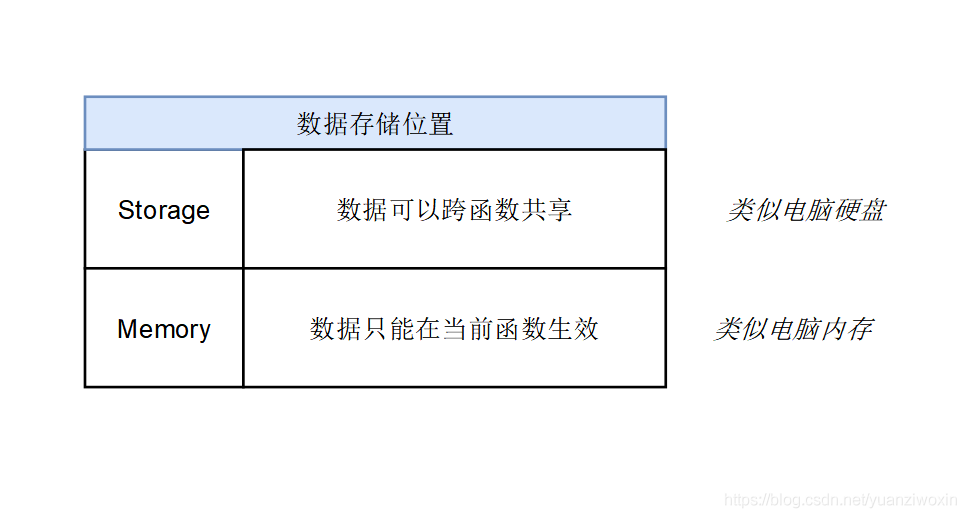 数据存储位置
Storage
数据可以跨函数共享
类似电脑硬盘
Memory
数据只能在当前函数生效
类似电脑内存
https://blog.csdn.net/yuanziwoxin